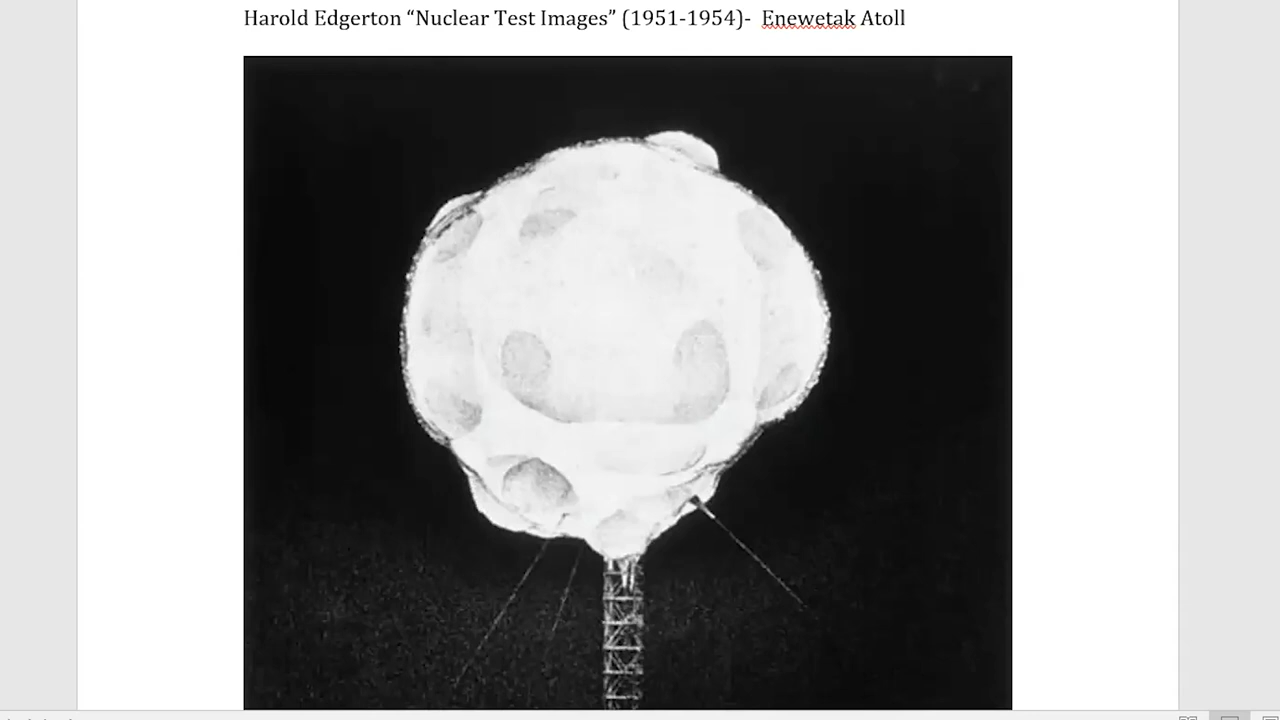 Harold Edgerton “Nuclear Test Images” (1951-1954)-  Enewetak Atoll